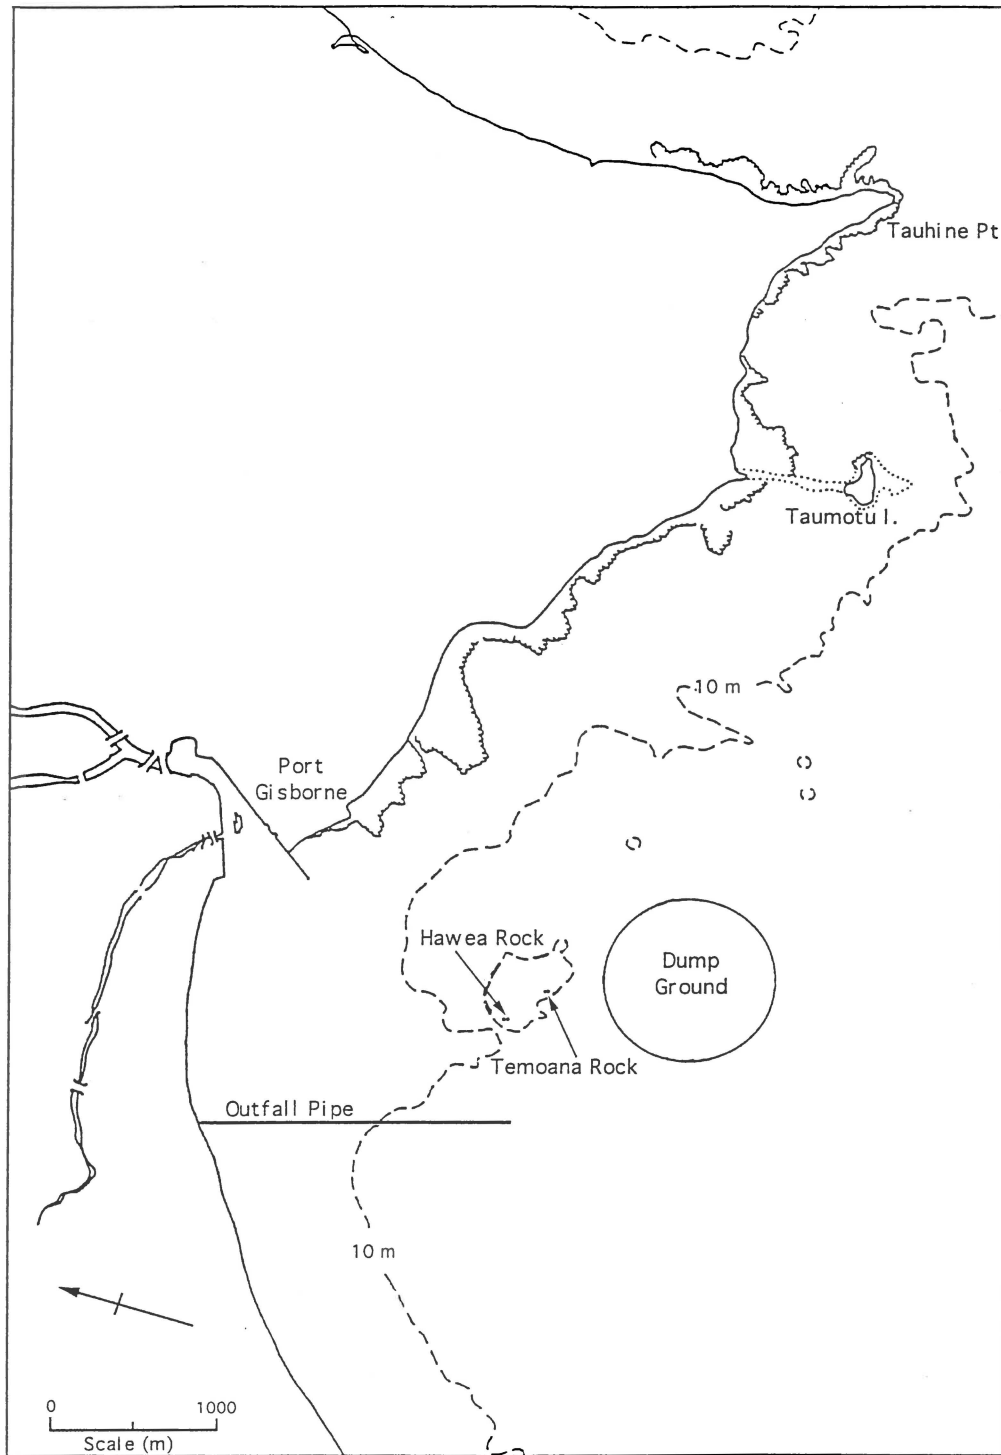 Tauhine Pt
Taumotu I.
10 m
Port
Gisborne
Hawea Rock
Dump
Ground
Temoana Rock
Outfall Pipe
10 m
0 1000
Scale (m)